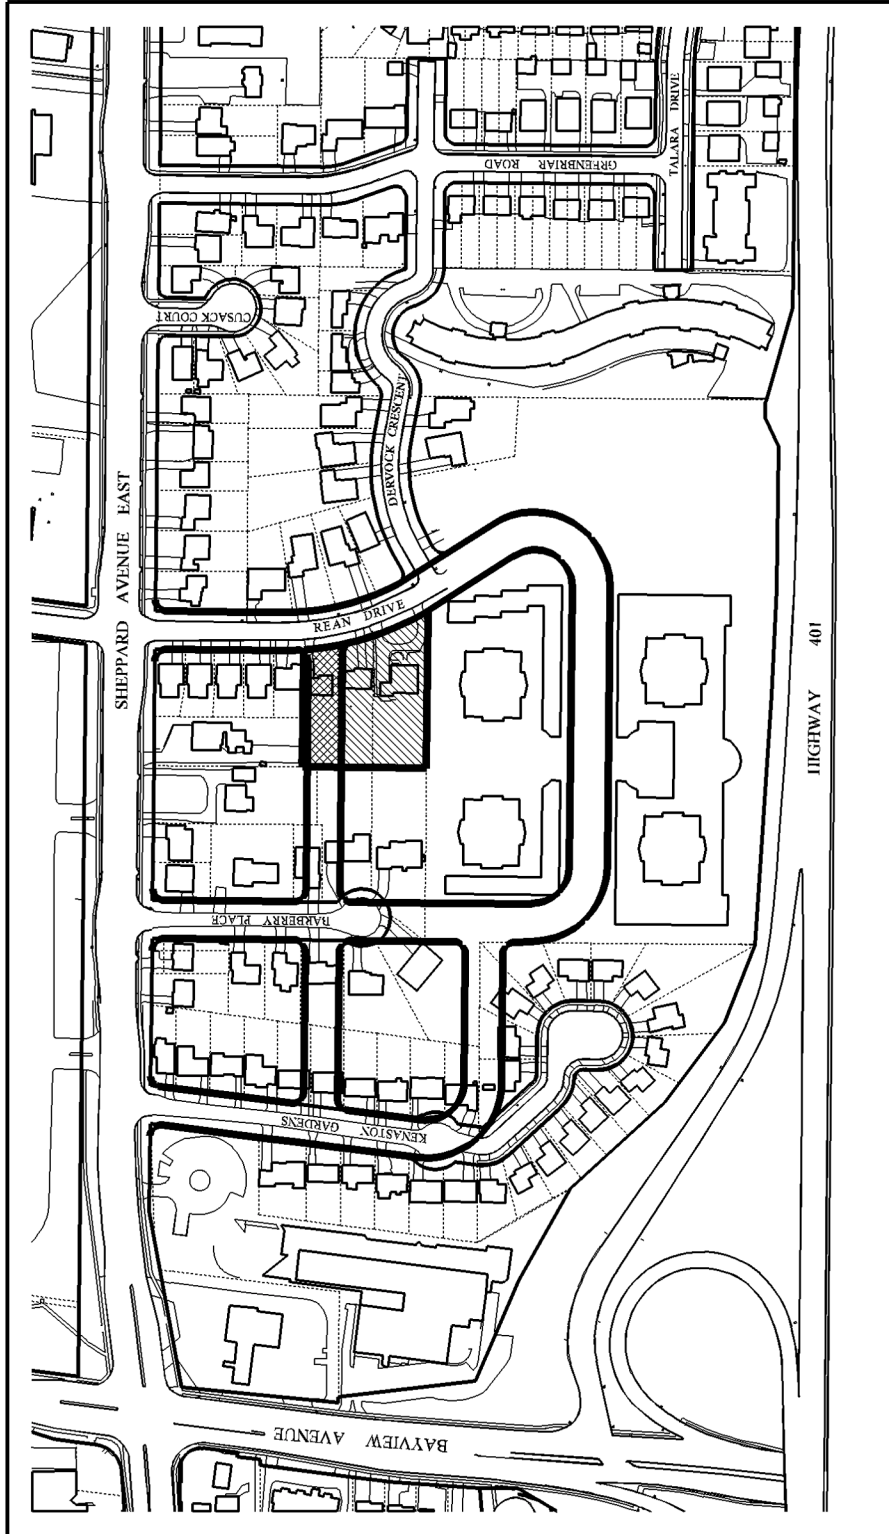 GREENBRIAR ROAD
TALARA DRIVE
CUSACK COURT
DERVOCK CRESCENT
SHEPPARD AVENUE EAST
REAN DRIVE
HIGHWAY 401
BARBERRY PLACE
KENASTON GARDENS
BAYVIEW AVENUE